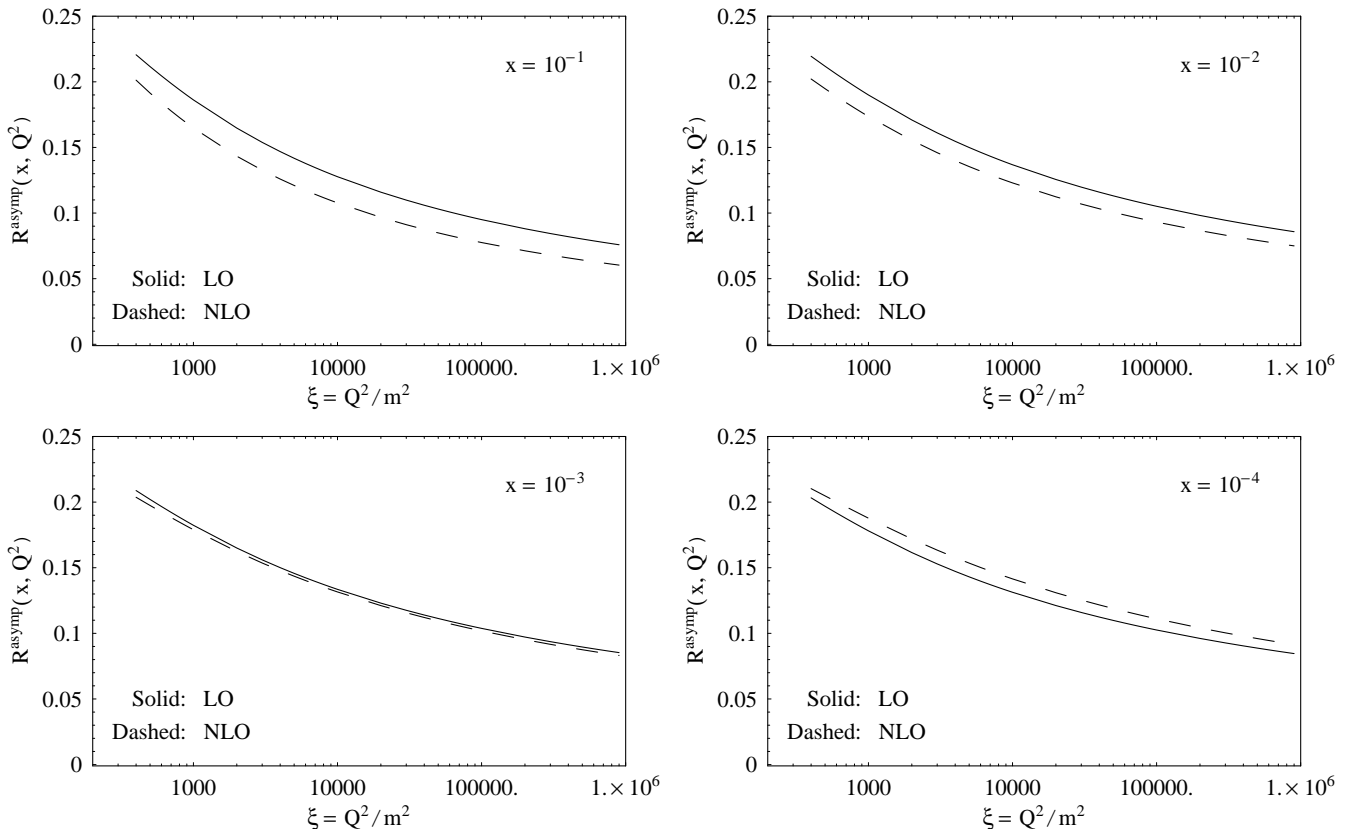 0.25
0.2
0.15
0.1
0.05
0
R^asymp(x, Q²)
x = 10⁻¹
Solid: LO
Dashed: NLO
1000 10000 100000. 1.×10⁶
ξ = Q²/m²
0.25
0.2
0.15
0.1
0.05
0
R^asymp(x, Q²)
x = 10⁻²
Solid: LO
Dashed: NLO
1000 10000 100000. 1.×10⁶
ξ = Q²/m²
0.25
0.2
0.15
0.1
0.05
0
R^asymp(x, Q²)
x = 10⁻³
Solid: LO
Dashed: NLO
1000 10000 100000. 1.×10⁶
ξ = Q²/m²
0.25
0.2
0.15
0.1
0.05
0
R^asymp(x, Q²)
x = 10⁻⁴
Solid: LO
Dashed: NLO
1000 10000 100000. 1.×10⁶
ξ = Q²/m²